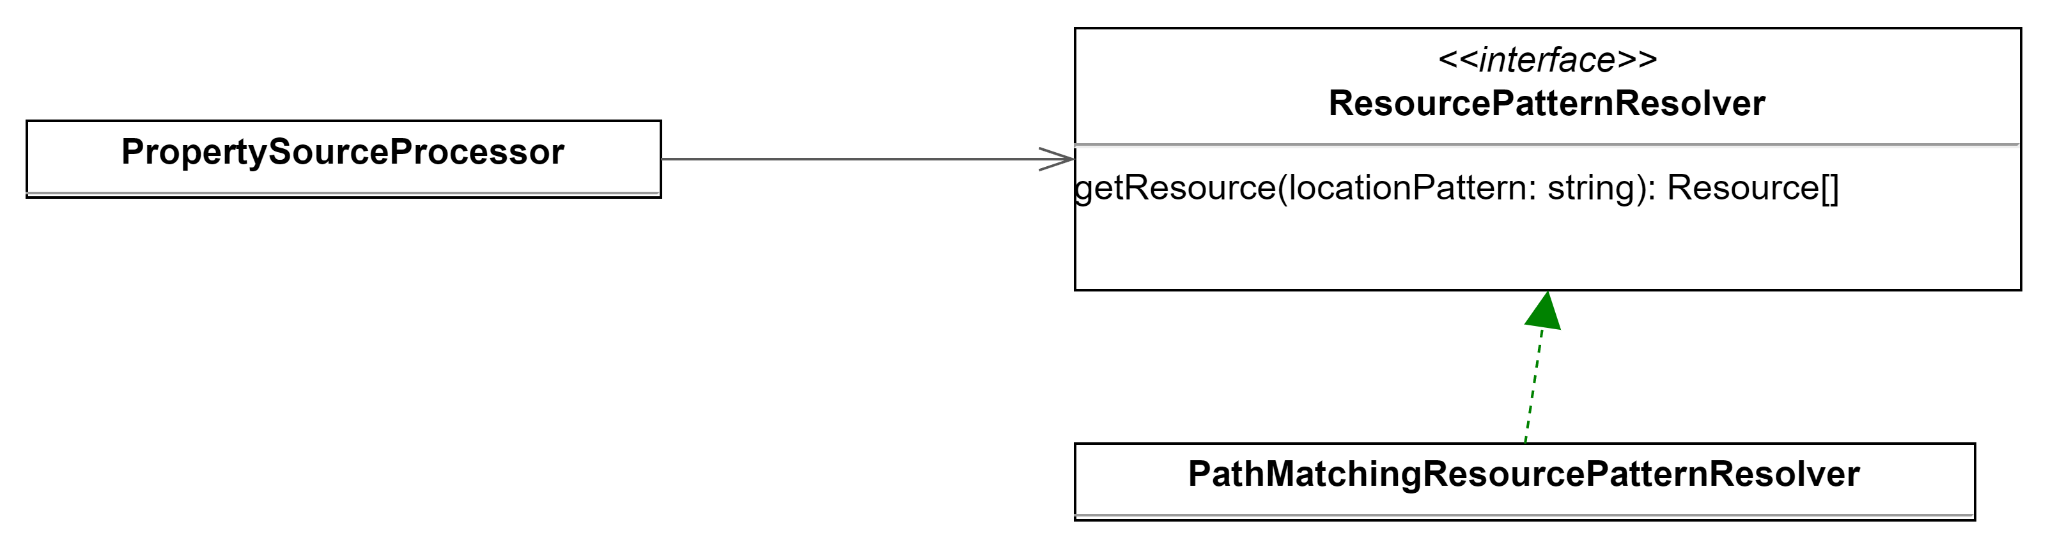 <<interface>>
ResourcePatternResolver
PropertySourceProcessor
getResource(locationPattern: string): Resource[]
PathMatchingResourcePatternResolver